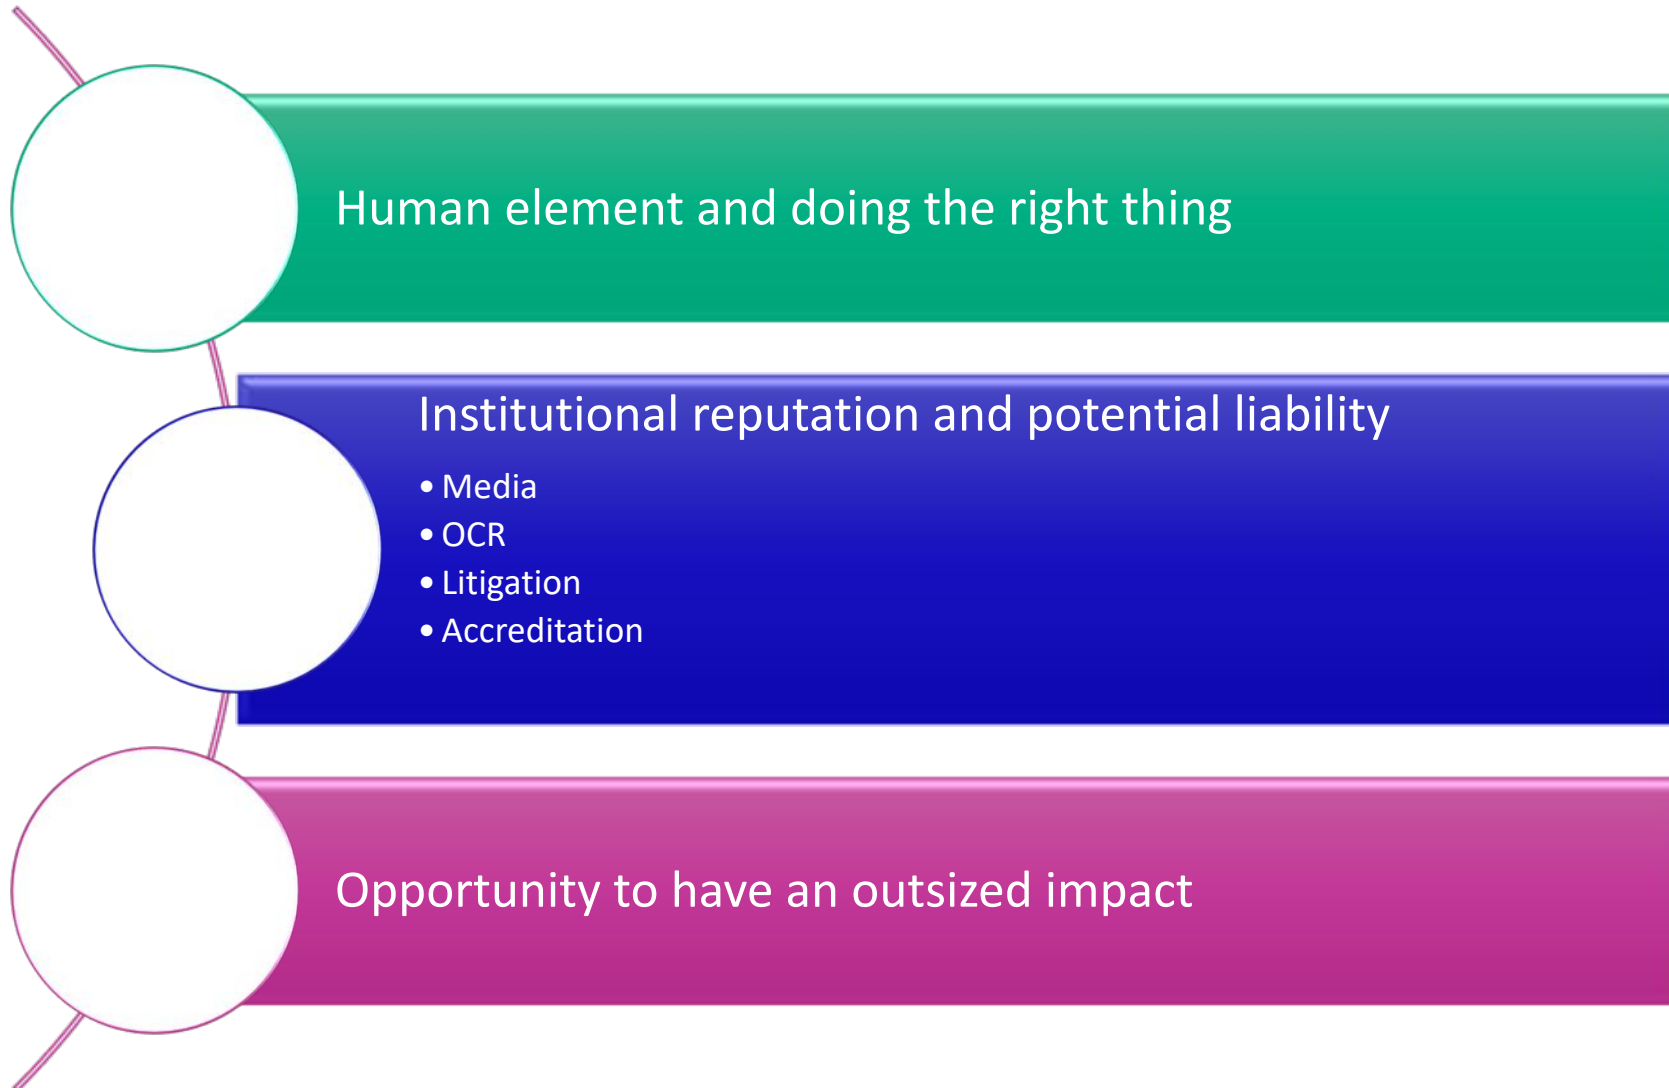 Human element and doing the right thing
Institutional reputation and potential liability
• Media
• OCR
• Litigation
• Accreditation
Opportunity to have an outsized impact